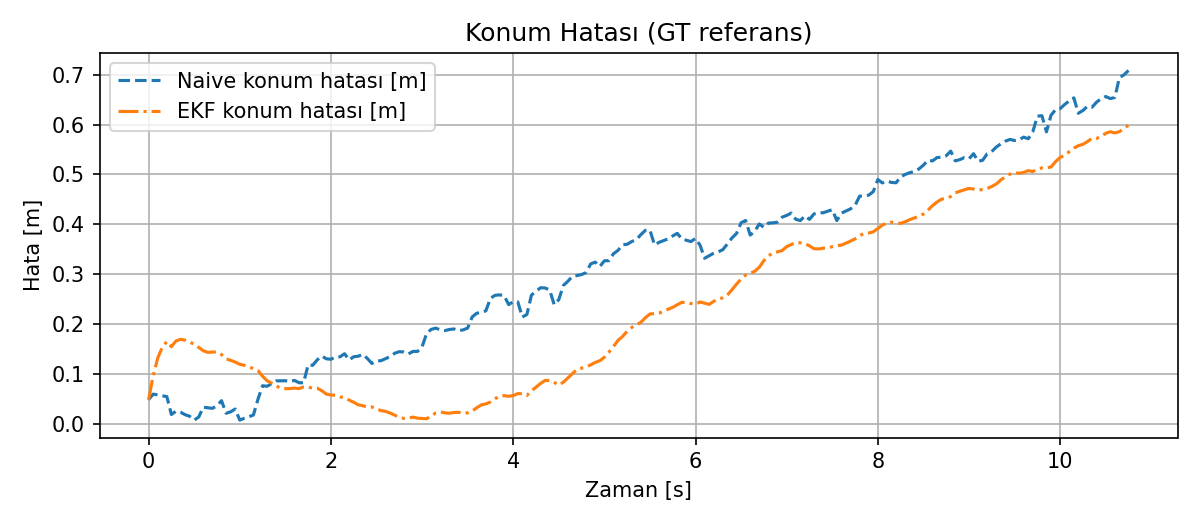 Konum Hatası (GT referans)
Naive konum hatası [m]
EKF konum hatası [m]
Hata [m]
0.7
0.6
0.5
0.4
0.3
0.2
0.1
0.0
0 2 4 6 8 10
Zaman [s]